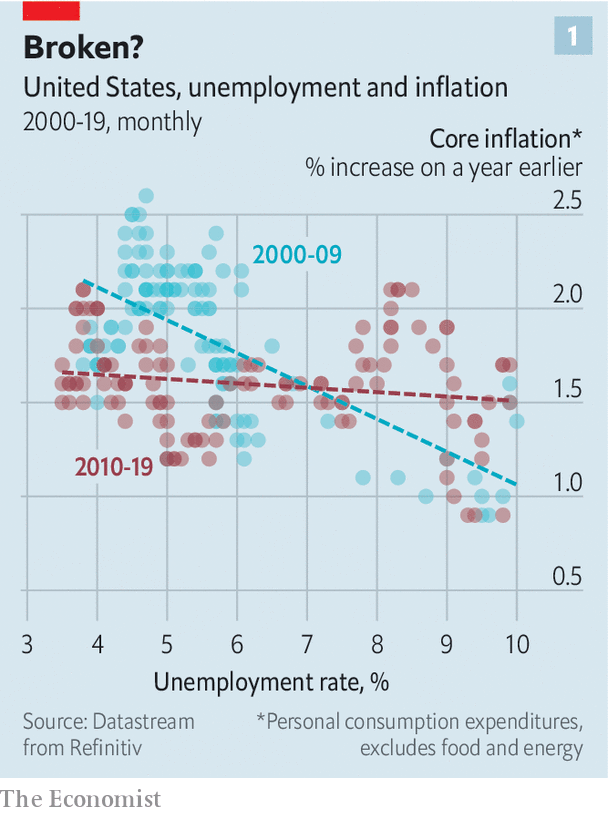 Broken?
1
United States, unemployment and inflation
2000-19, monthly
Core inflation*
% increase on a year earlier
2.5
2000-09
2.0
1.5
2010-19
1.0
0.5
3 4 5 6 7 8 9 10
Unemployment rate, %
Source: Datastream
from Refinitiv
*Personal consumption expenditures,
excludes food and energy
The Economist